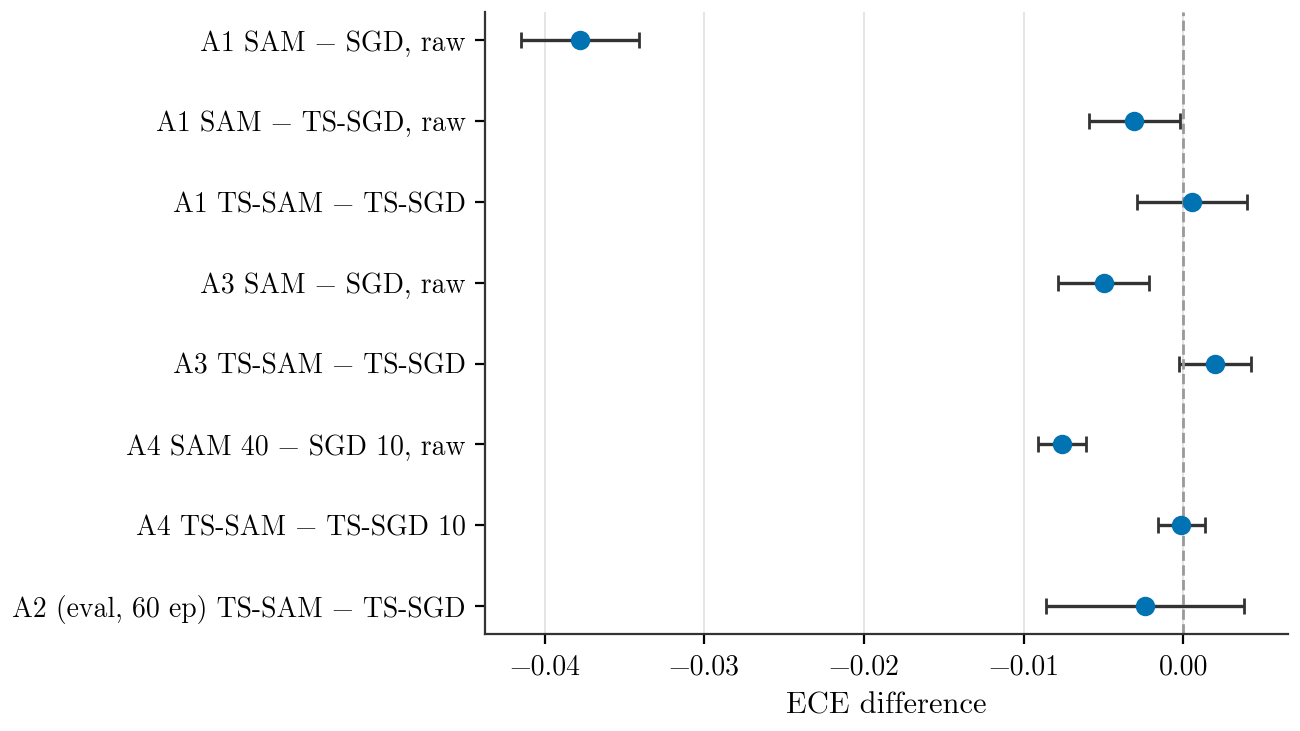 A1 SAM − SGD, raw
A1 SAM − TS-SGD, raw
A1 TS-SAM − TS-SGD
A3 SAM − SGD, raw
A3 TS-SAM − TS-SGD
A4 SAM 40 − SGD 10, raw
A4 TS-SAM − TS-SGD 10
A2 (eval, 60 ep) TS-SAM − TS-SGD
−0.04 −0.03 −0.02 −0.01 0.00
ECE difference